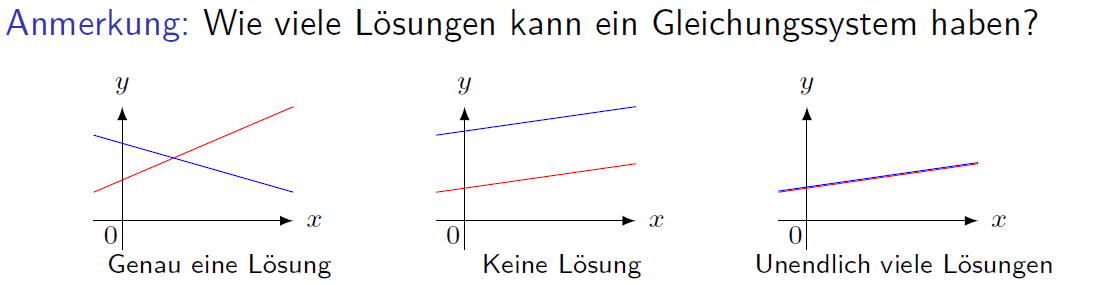 Anmerkung: Wie viele Lösungen kann ein Gleichungssystem haben?
y
x
0
Genau eine Lösung
y
x
0
Keine Lösung
y
x
0
Unendlich viele Lösungen